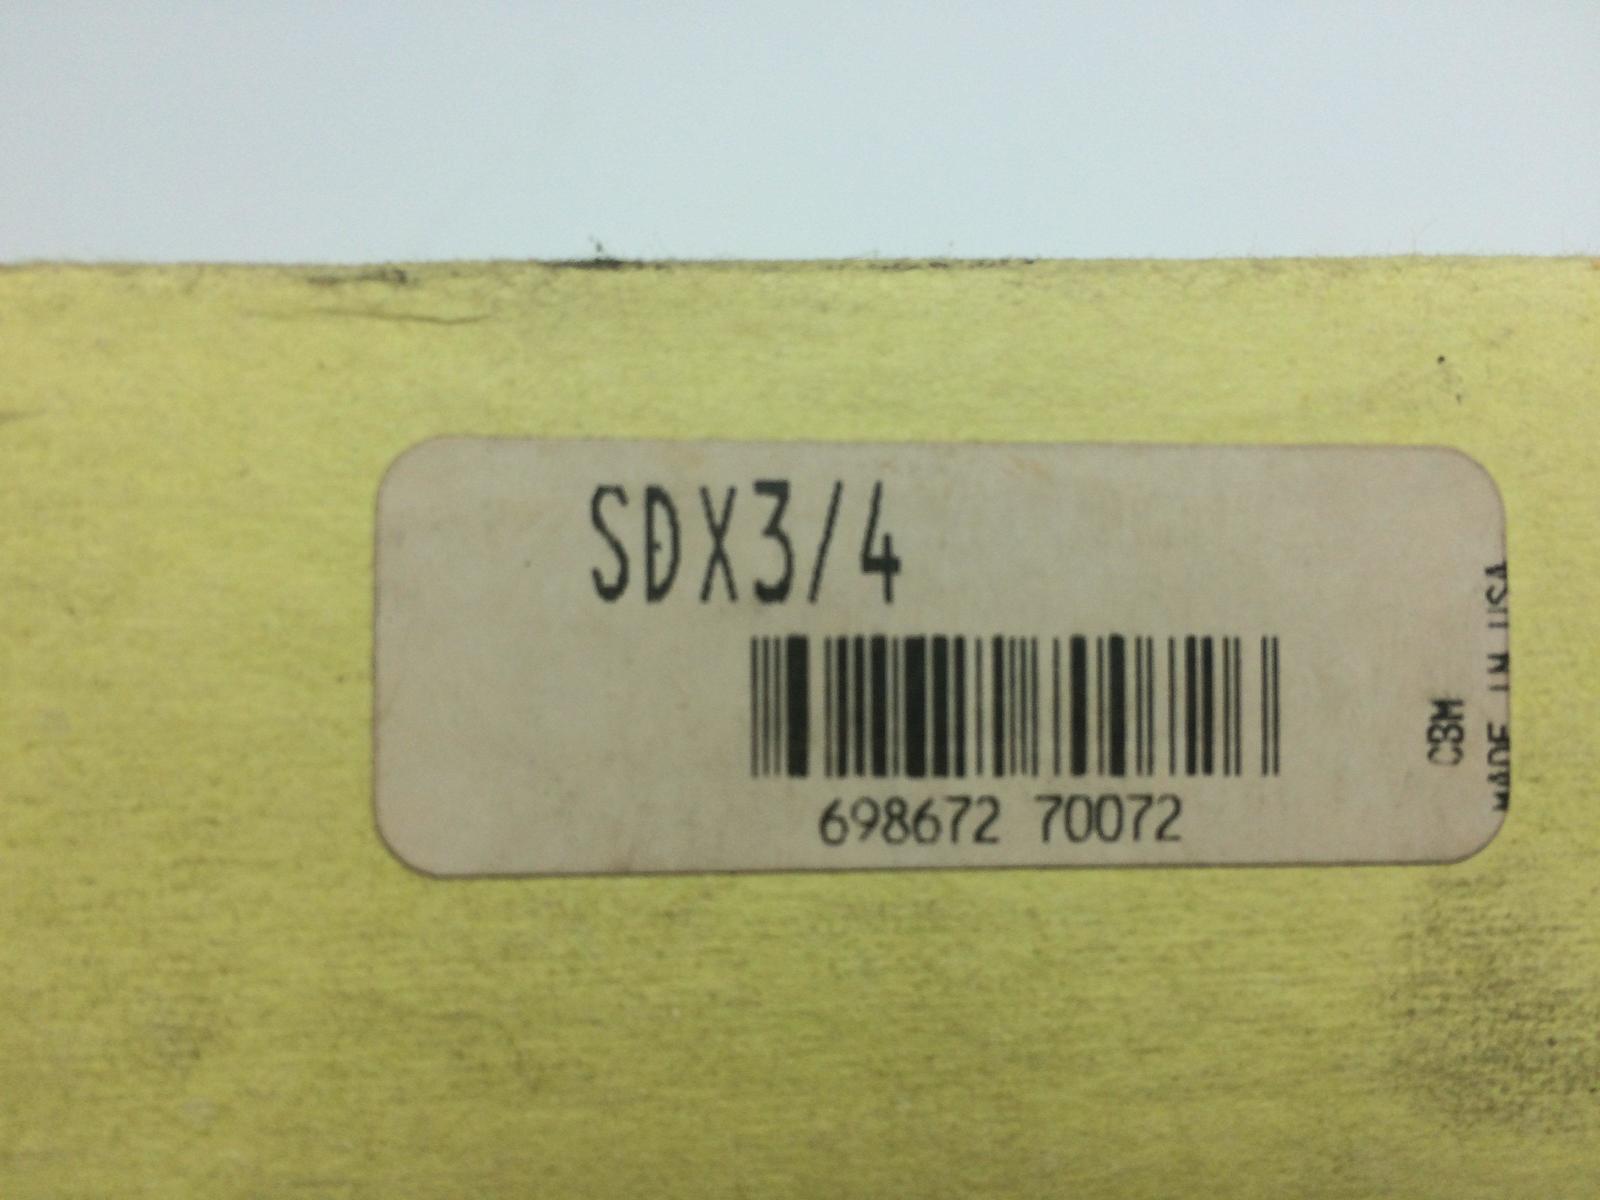 SDX3/4
698672 70072
CBM
MADE IN USA